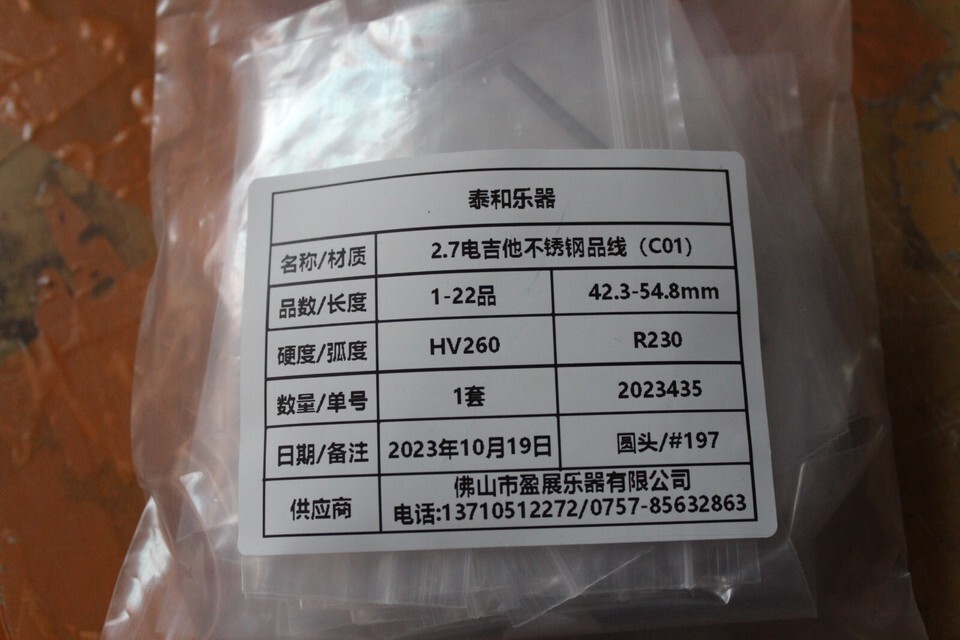 泰和乐器
名称/材质 2.7电吉他不锈钢品线（C01）
品数/长度 1-22品 42.3-54.8mm
硬度/弧度 HV260 R230
数量/单号 1套 2023435
日期/备注 2023年10月19日 圆头/#197
供应商 佛山市盈展乐器有限公司
电话:13710512272/0757-85632863